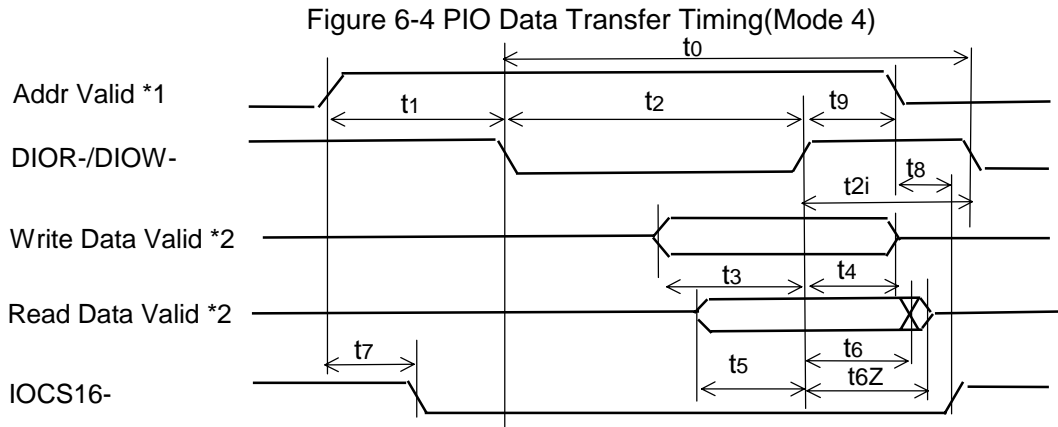 Figure 6-4 PIO Data Transfer Timing(Mode 4)
t0
Addr Valid *1
t1
t2
t9
DIOR-/DIOW-
t8
t2i
Write Data Valid *2
t3
t4
Read Data Valid *2
t7
t6
t5
t6Z
IOCS16-